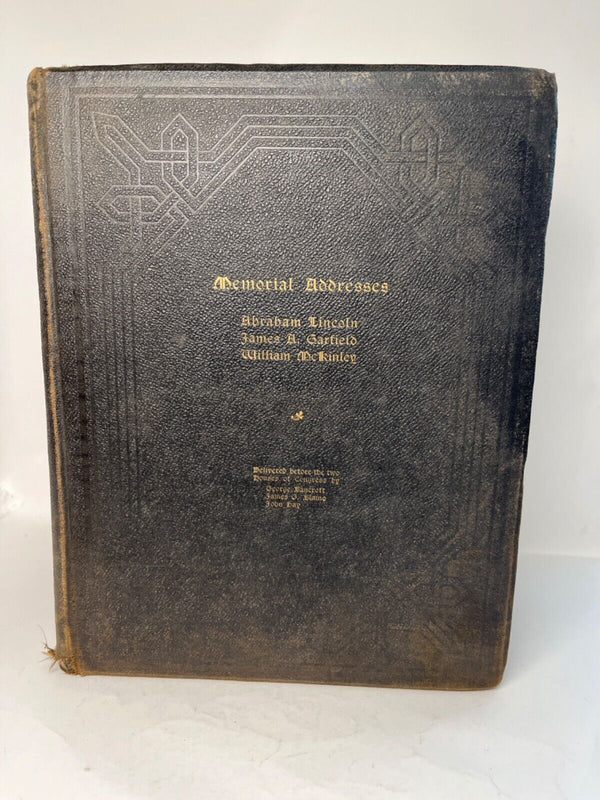 Memorial Addresses
Abraham Lincoln
James A. Garfield
William McKinley
Delivered before the two
Houses of Congress by
George Bancroft
James G. Blaine
John Hay